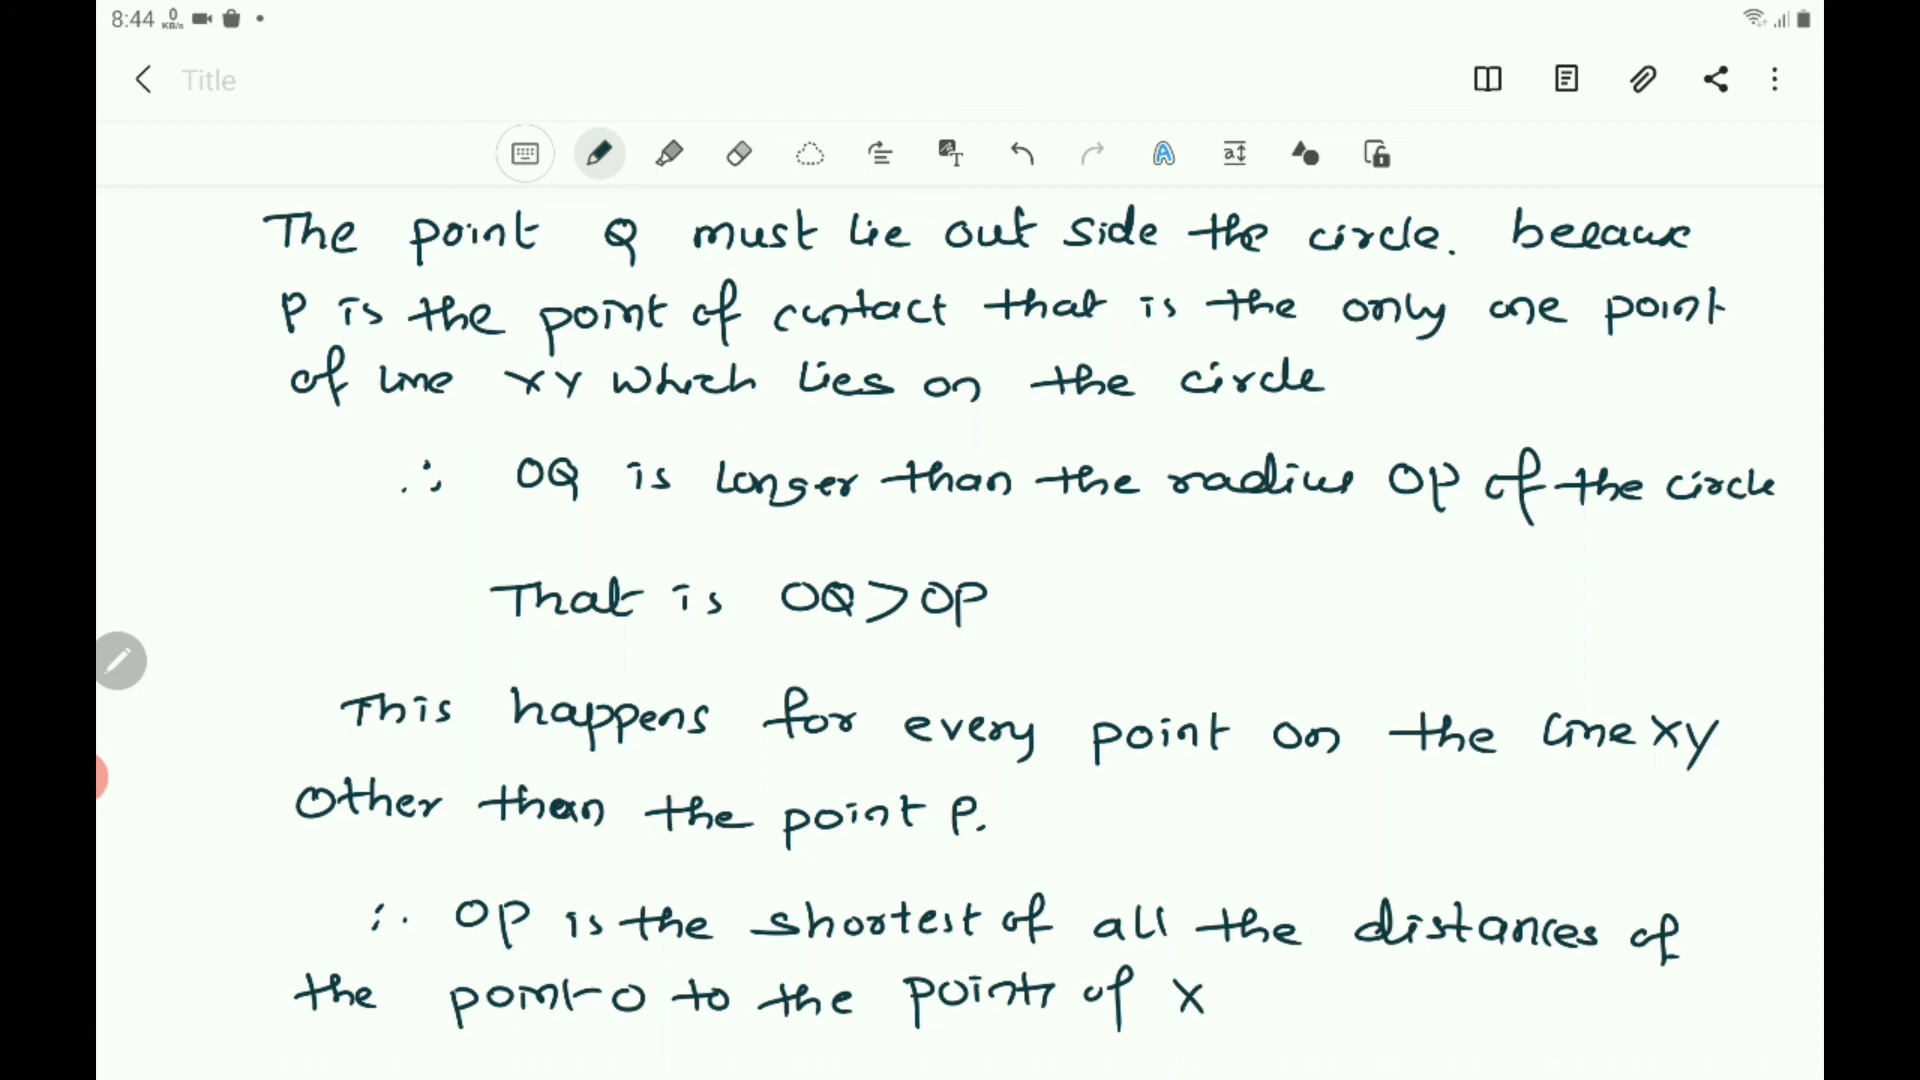 8:44 0 KB/s
Title
The point Q must lie out side the circle. because
P is the point of contact that is the only one point
of line XY which lies on the circle
∴ OQ is longer than the radius OP of the circle
That is OQ > OP
This happens for every point on the line XY
other than the point P.
∴ OP is the shortest of all the distances of
the point O to the points of X